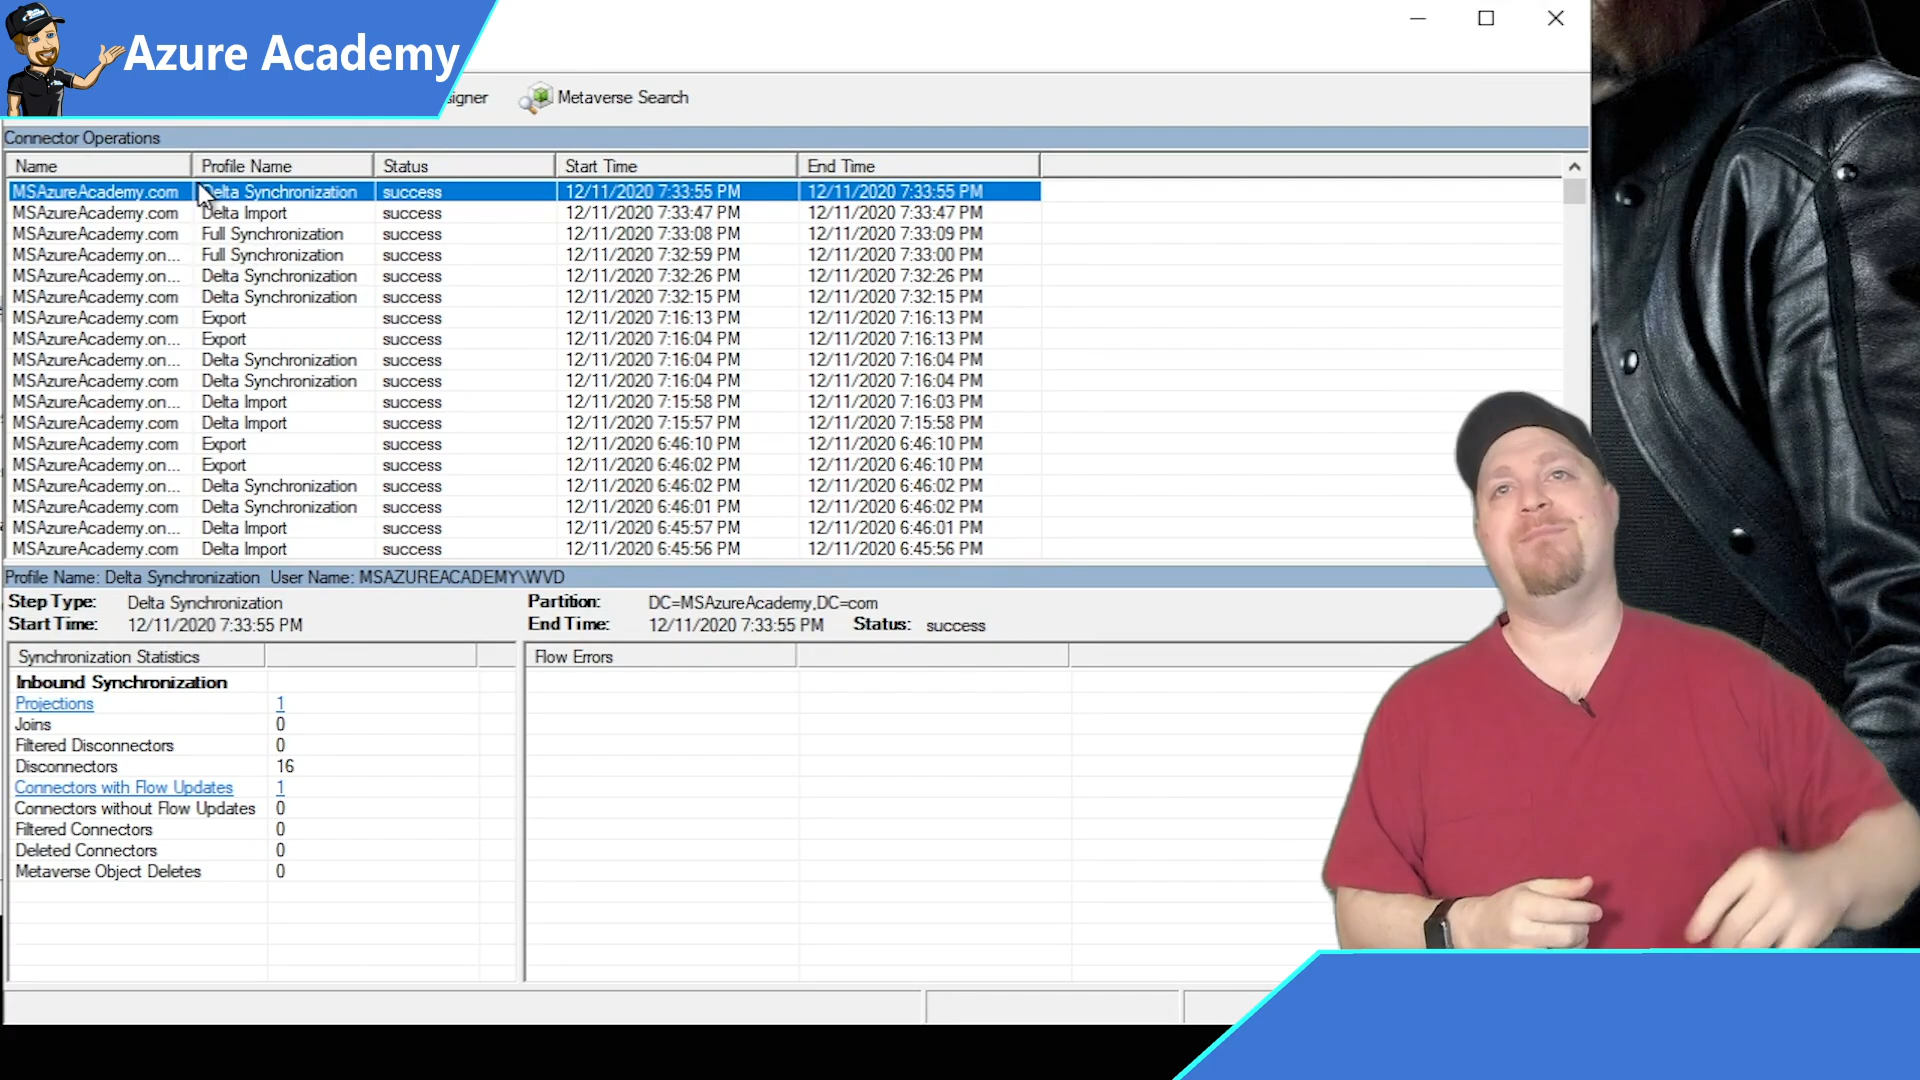 Azure Academy
signer Metaverse Search
Connector Operations
Name Profile Name Status Start Time End Time
MSAzureAcademy.com Delta Synchronization success 12/11/2020 7:33:55 PM 12/11/2020 7:33:55 PM
MSAzureAcademy.com Delta Import success 12/11/2020 7:33:47 PM 12/11/2020 7:33:47 PM
MSAzureAcademy.com Full Synchronization success 12/11/2020 7:33:08 PM 12/11/2020 7:33:09 PM
MSAzureAcademy.on... Full Synchronization success 12/11/2020 7:32:59 PM 12/11/2020 7:33:00 PM
MSAzureAcademy.on... Delta Synchronization success 12/11/2020 7:32:26 PM 12/11/2020 7:32:26 PM
MSAzureAcademy.com Delta Synchronization success 12/11/2020 7:32:15 PM 12/11/2020 7:32:15 PM
MSAzureAcademy.com Export success 12/11/2020 7:16:13 PM 12/11/2020 7:16:13 PM
MSAzureAcademy.on... Export success 12/11/2020 7:16:04 PM 12/11/2020 7:16:13 PM
MSAzureAcademy.on... Delta Synchronization success 12/11/2020 7:16:04 PM 12/11/2020 7:16:04 PM
MSAzureAcademy.com Delta Synchronization success 12/11/2020 7:16:04 PM 12/11/2020 7:16:04 PM
MSAzureAcademy.on... Delta Import success 12/11/2020 7:15:58 PM 12/11/2020 7:16:03 PM
MSAzureAcademy.com Delta Import success 12/11/2020 7:15:57 PM 12/11/2020 7:15:58 PM
MSAzureAcademy.com Export success 12/11/2020 6:46:10 PM 12/11/2020 6:46:10 PM
MSAzureAcademy.on... Export success 12/11/2020 6:46:02 PM 12/11/2020 6:46:10 PM
MSAzureAcademy.on... Delta Synchronization success 12/11/2020 6:46:02 PM 12/11/2020 6:46:02 PM
MSAzureAcademy.com Delta Synchronization success 12/11/2020 6:46:01 PM 12/11/2020 6:46:02 PM
MSAzureAcademy.on... Delta Import success 12/11/2020 6:45:57 PM 12/11/2020 6:46:01 PM
MSAzureAcademy.com Delta Import success 12/11/2020 6:45:56 PM 12/11/2020 6:45:56 PM
Profile Name: Delta Synchronization User Name: MSAZUREACADEMY\WVD
Step Type: Delta Synchronization Partition: DC=MSAzureAcademy,DC=com
Start Time: 12/11/2020 7:33:55 PM End Time: 12/11/2020 7:33:55 PM Status: success
Synchronization Statistics Flow Errors
Inbound Synchronization
Projections 1
Joins 0
Filtered Disconnectors 0
Disconnectors 16
Connectors with Flow Updates 1
Connectors without Flow Updates 0
Filtered Connectors 0
Deleted Connectors 0
Metaverse Object Deletes 0